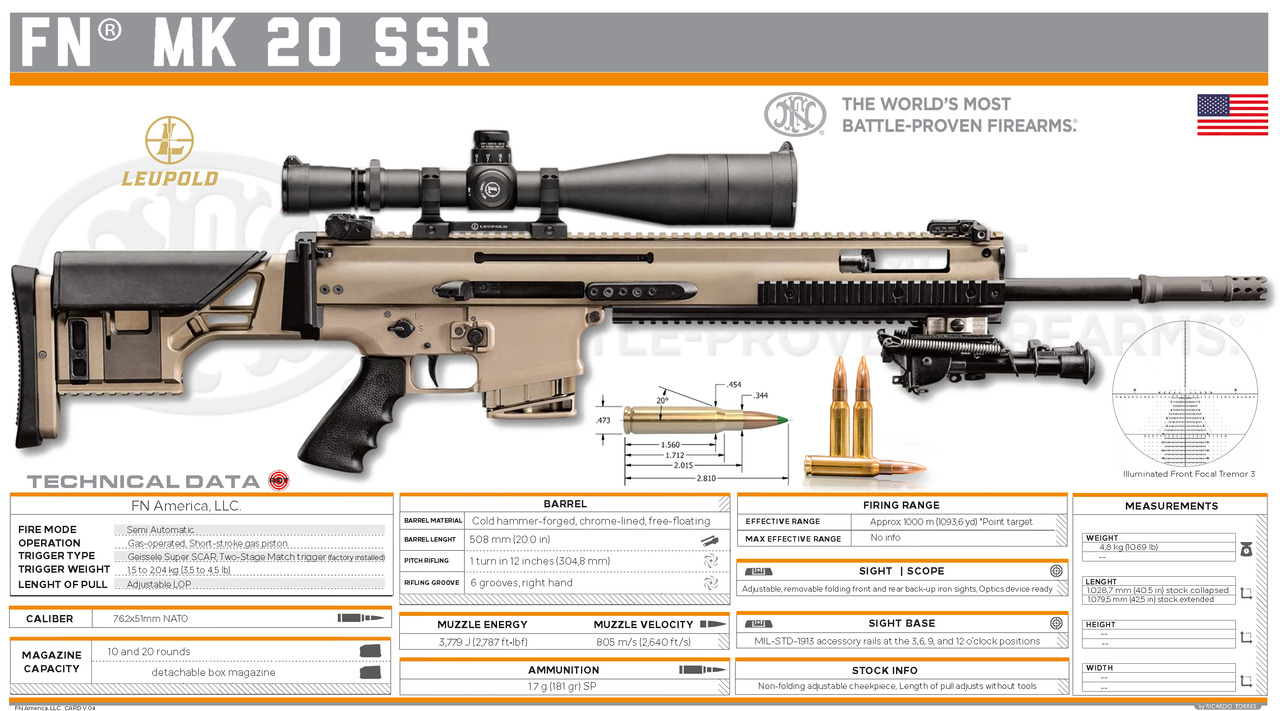 FN® MK 20 SSR
LEUPOLD
FN
THE WORLD'S MOST
BATTLE-PROVEN FIREARMS.®
LEUPOLD
S
.454
.344
20°
.473
1.560
1.712
2.015
2.810
Illuminated Front Focal Tremor 3
TECHNICAL DATA
FN America, LLC.
FIRE MODE Semi Automatic
OPERATION Gas-operated, Short-stroke gas piston
TRIGGER TYPE Geissele Super SCAR, Two-Stage Match trigger (factory installed)
TRIGGER WEIGHT 1,5 to 2,04 kg (3,5 to 4,5 lb)
LENGHT OF PULL Adjustable LOP
CALIBER 7.62x51mm NATO
MAGAZINE CAPACITY
10 and 20 rounds
detachable box magazine
BARREL
BARREL MATERIAL Cold hammer-forged, chrome-lined, free-floating
BARREL LENGHT 508 mm (20.0 in)
PITCH RIFLING 1 turn in 12 inches (304,8 mm)
RIFLING GROOVE 6 grooves, right hand
MUZZLE ENERGY MUZZLE VELOCITY
3,779 J (2,787 ft•lbf) 805 m/s (2,640 ft/s)
AMMUNITION
1.7 g (181 gr) SP
FIRING RANGE
EFFECTIVE RANGE Approx 1000 m (1093,6 yd) *Point target
MAX EFFECTIVE RANGE No info
SIGHT | SCOPE
Adjustable, removable folding front and rear back-up iron sights, Optics device ready
SIGHT BASE
MIL-STD-1913 accessory rails at the 3,6, 9, and 12 o'clock positions
STOCK INFO
Non-folding adjustable cheekpiece, Length of pull adjusts without tools
MEASUREMENTS
WEIGHT
4,8 kg (10.69 lb)
--
LENGHT
1.028,7 mm (40.5 in) stock collapsed
1.079,5 mm (42,5 in) stock extended
HEIGHT
--
--
WIDTH
--
--
FN America, LLC. CARD V.04
by RICARDO TORRES